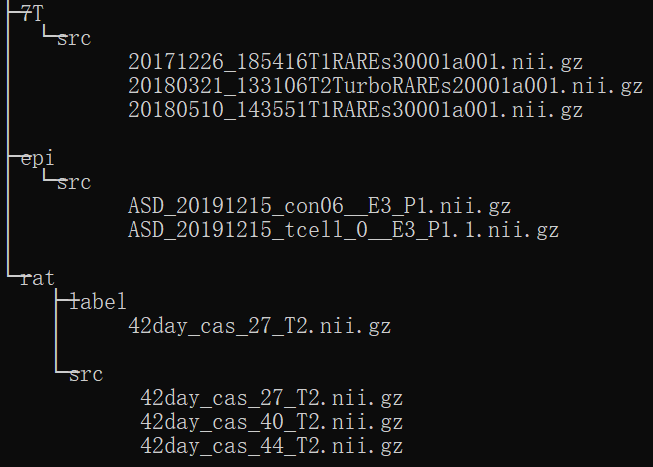 7T
src
20171226_185416T1RAREs30001a001.nii.gz
20180321_133106T2TurboRAREs20001a001.nii.gz
20180510_143551T1RAREs30001a001.nii.gz
epi
src
ASD_20191215_con06__E3_P1.nii.gz
ASD_20191215_tcell_0__E3_P1.1.nii.gz
rat
label
42day_cas_27_T2.nii.gz
src
42day_cas_27_T2.nii.gz
42day_cas_40_T2.nii.gz
42day_cas_44_T2.nii.gz